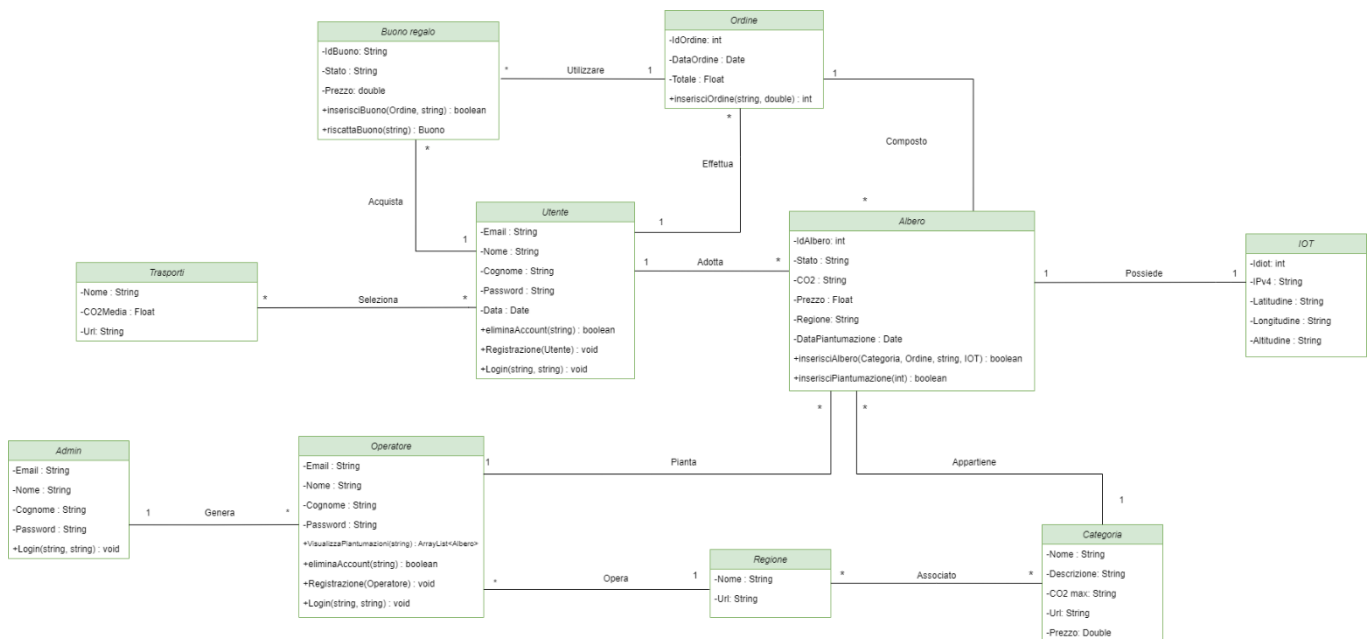 Buono regalo
-IdBuono: String
-Stato : String
-Prezzo: double
+inserisciBuono(Ordine, string) : boolean
+riscattaBuono(string) : Buono
*
Utilizzare
1
Ordine
-IdOrdine: int
-DataOrdine : Date
-Totale : Float
+inserisciOrdine(string, double) : int
1
*
Composto
*
Effettua
1
*
Acquista
1
Utente
-Email : String
-Nome : String
-Cognome : String
-Password : String
-Data : Date
+eliminaAccount(string) : boolean
+Registrazione(Utente) : void
+Login(string, string) : void
1
Adotta
*
Albero
-IdAlbero: int
-Stato : String
-CO2 : String
-Prezzo : Float
-Regione: String
-DataPiantumazione : Date
+inserisciAlbero(Categoria, Ordine, string, IOT) : boolean
+inserisciPiantumazione(int) : boolean
1
Possiede
1
IOT
-Idiot: int
-IPv4 : String
-Latitudine : String
-Longitudine : String
-Altitudine : String
Trasporti
-Nome : String
-CO2Media : Float
-Url: String
*
Seleziona
*
Admin
-Email : String
-Nome : String
-Cognome : String
-Password : String
+Login(string, string) : void
1
Genera
*
Operatore
-Email : String
-Nome : String
-Cognome : String
-Password : String
+VisualizzaPiantumazioni(string) : ArrayList<Albero>
+eliminaAccount(string) : boolean
+Registrazione(Operatore) : void
+Login(string, string) : void
1
Pianta
*
*
Appartiene
1
*
Opera
1
Regione
-Nome : String
-Url: String
*
Associato
*
Categoria
-Nome : String
-Descrizione: String
-CO2 max: String
-Url : String
-Prezzo: Double